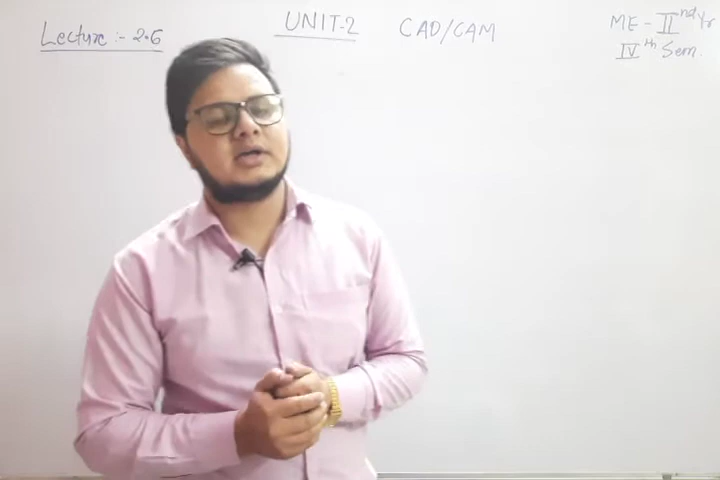 Lecture :- 2.6
UNIT-2
CAD/CAM
ME - IInd Yr
IVth Sem.